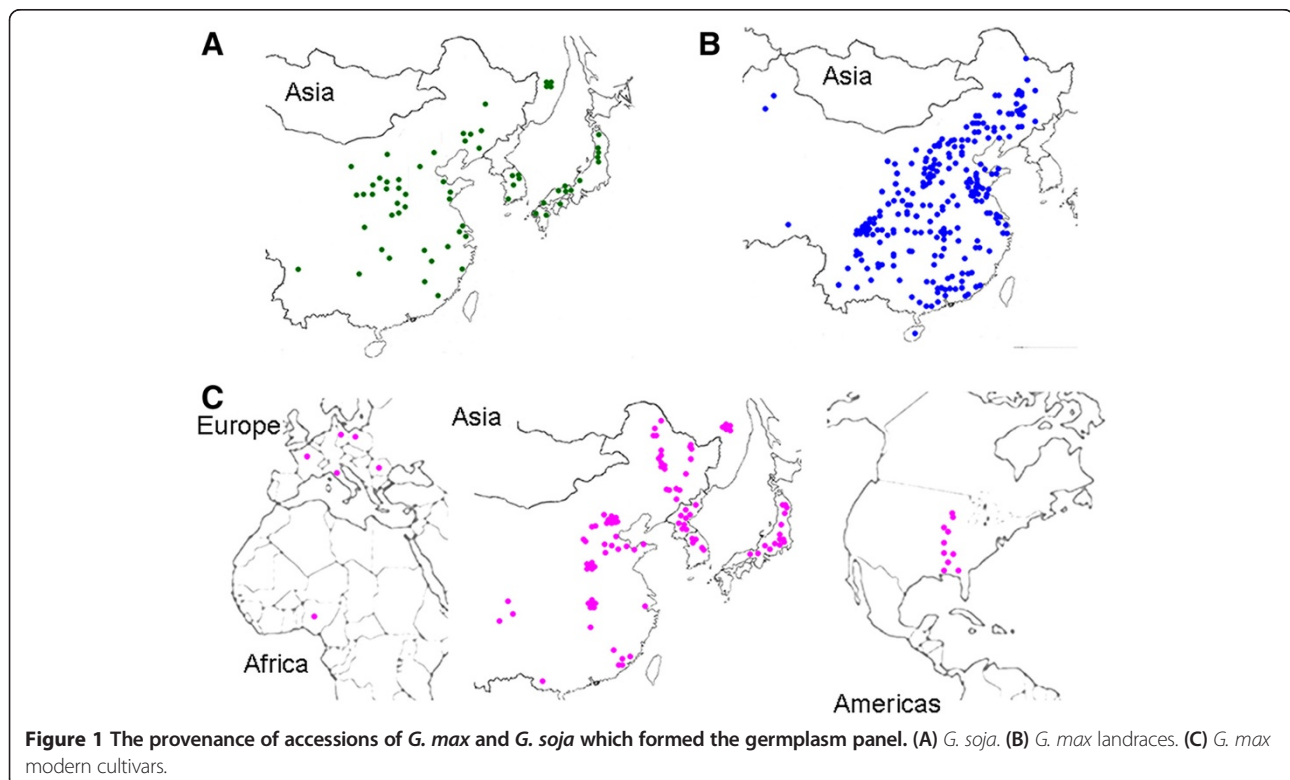 A
Asia
B
Asia
C
Europe
Africa
Asia
Americas
Figure 1 The provenance of accessions of G. max and G. soja which formed the germplasm panel. (A) G. soja. (B) G. max landraces. (C) G. max
modern cultivars.